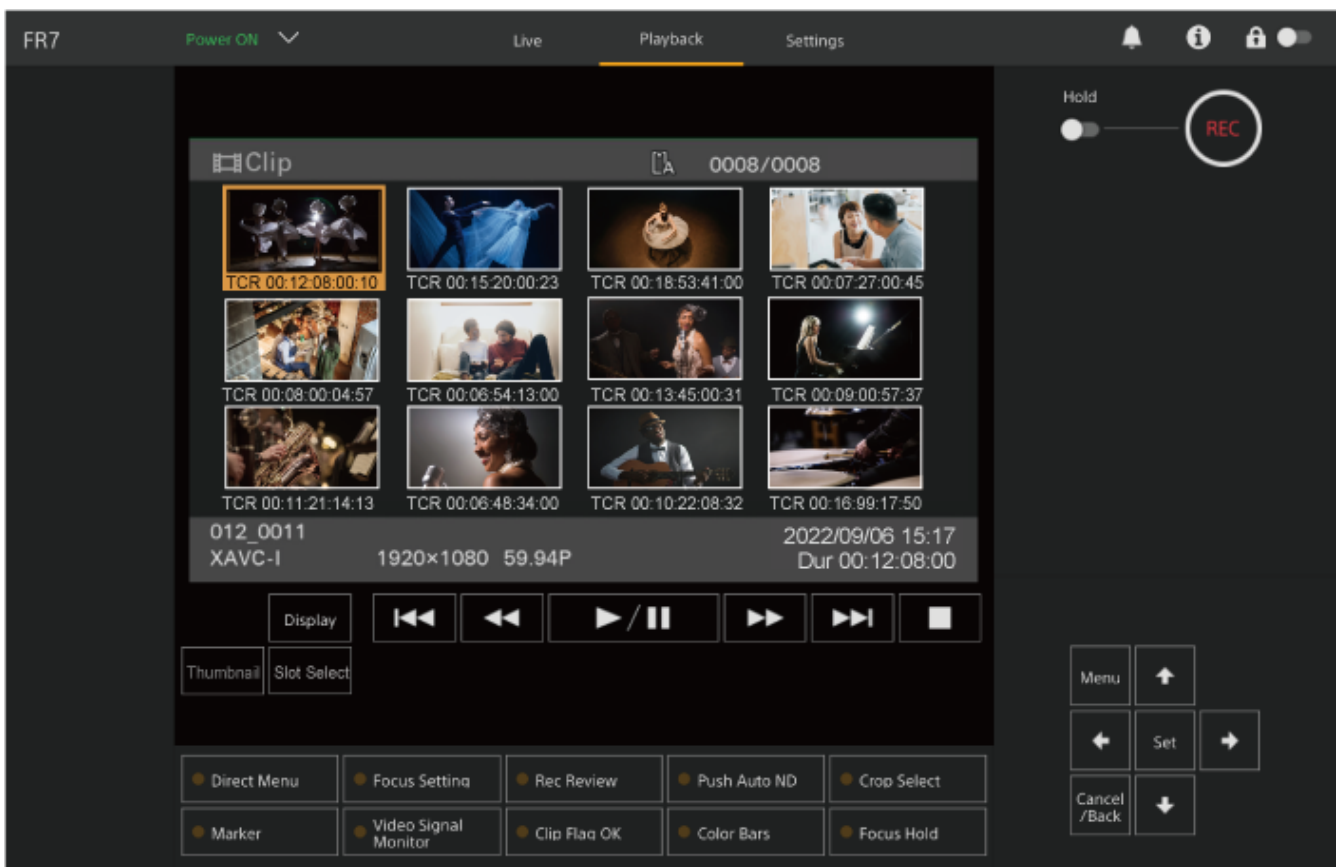 FR7 Power ON Live Playback Settings
Hold
REC
Clip A 0008/0008
TCR 00:12:08:00:10 TCR 00:15:20:00:23 TCR 00:18:53:41:00 TCR 00:07:27:00:45
TCR 00:08:00:04:57 TCR 00:06:54:13:00 TCR 00:13:45:00:31 TCR 00:09:00:57:37
TCR 00:11:21:14:13 TCR 00:06:48:34:00 TCR 00:10:22:08:32 TCR 00:16:99:17:50
012_0011 2022/09/06 15:17
XAVC-I 1920×1080 59.94P Dur 00:12:08:00
Display
Thumbnail Slot Select
Menu
Set
Cancel
/Back
Direct Menu Focus Setting Rec Review Push Auto ND Crop Select
Marker Video Signal Monitor Clip Flag OK Color Bars Focus Hold